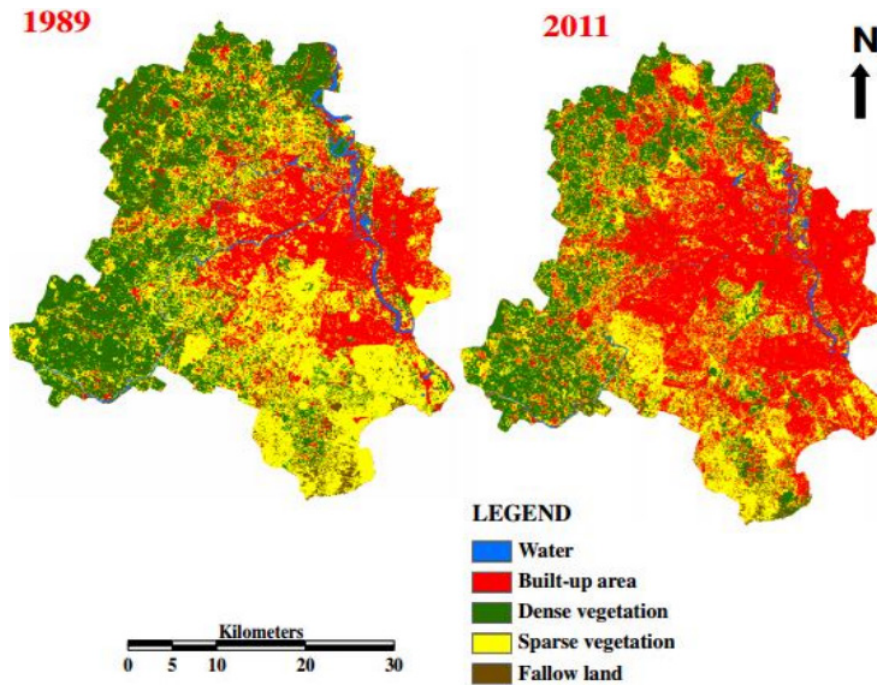 1989
2011
N
LEGEND
Water
Built-up area
Dense vegetation
Sparse vegetation
Fallow land
Kilometers
0 5 10 20 30